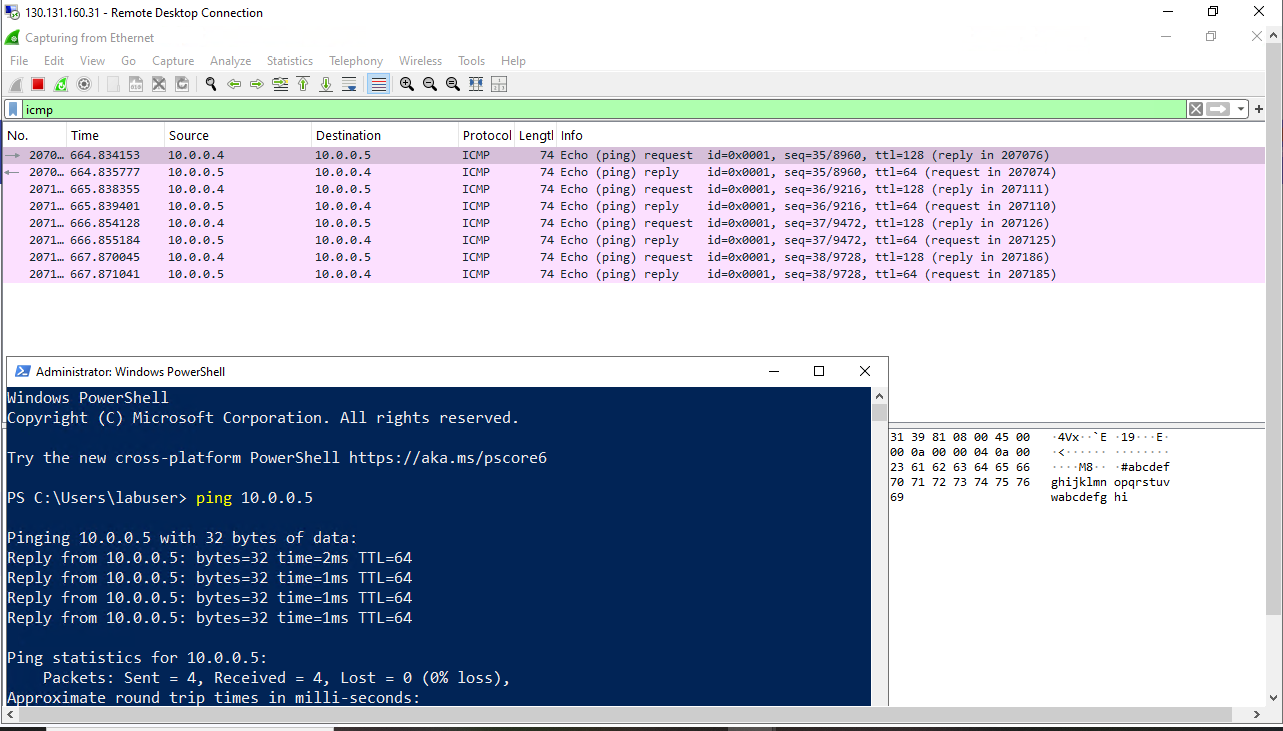 130.131.160.31 - Remote Desktop Connection
Capturing from Ethernet
File Edit View Go Capture Analyze Statistics Telephony Wireless Tools Help
icmp
No. Time Source Destination Protocol Lengtl Info
2070… 664.834153 10.0.0.4 10.0.0.5 ICMP 74 Echo (ping) request id=0x0001, seq=35/8960, ttl=128 (reply in 207076)
2070… 664.835777 10.0.0.5 10.0.0.4 ICMP 74 Echo (ping) reply id=0x0001, seq=35/8960, ttl=64 (request in 207074)
2071… 665.838355 10.0.0.4 10.0.0.5 ICMP 74 Echo (ping) request id=0x0001, seq=36/9216, ttl=128 (reply in 207111)
2071… 665.839401 10.0.0.5 10.0.0.4 ICMP 74 Echo (ping) reply id=0x0001, seq=36/9216, ttl=64 (request in 207110)
2071… 666.854128 10.0.0.4 10.0.0.5 ICMP 74 Echo (ping) request id=0x0001, seq=37/9472, ttl=128 (reply in 207126)
2071… 666.855184 10.0.0.5 10.0.0.4 ICMP 74 Echo (ping) reply id=0x0001, seq=37/9472, ttl=64 (request in 207125)
2071… 667.870045 10.0.0.4 10.0.0.5 ICMP 74 Echo (ping) request id=0x0001, seq=38/9728, ttl=128 (reply in 207186)
2071… 667.871041 10.0.0.5 10.0.0.4 ICMP 74 Echo (ping) reply id=0x0001, seq=38/9728, ttl=64 (request in 207185)
Administrator: Windows PowerShell
Windows PowerShell
Copyright (C) Microsoft Corporation. All rights reserved.
Try the new cross-platform PowerShell https://aka.ms/pscore6
PS C:\Users\labuser> ping 10.0.0.5
Pinging 10.0.0.5 with 32 bytes of data:
Reply from 10.0.0.5: bytes=32 time=2ms TTL=64
Reply from 10.0.0.5: bytes=32 time=1ms TTL=64
Reply from 10.0.0.5: bytes=32 time=1ms TTL=64
Reply from 10.0.0.5: bytes=32 time=1ms TTL=64
Ping statistics for 10.0.0.5:
Packets: Sent = 4, Received = 4, Lost = 0 (0% loss),
Approximate round trip times in milli-seconds:
31 39 81 08 00 45 00 ·4Vx··`E ·19···E·
00 0a 00 00 04 0a 00 ·<······ ········
23 61 62 63 64 65 66 ····M8·· ·#abcdef
70 71 72 73 74 75 76 ghijklmn opqrstuv
69 wabcdefg hi